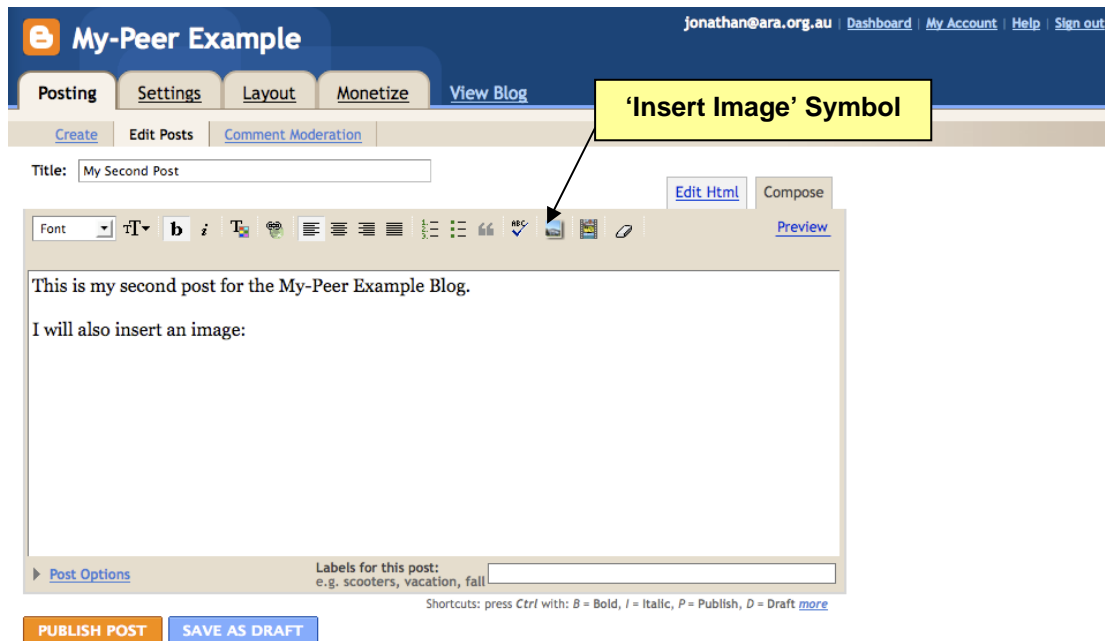 jonathan@ara.org.au | Dashboard | My Account | Help | Sign out
My-Peer Example
Posting Settings Layout Monetize View Blog
‘Insert Image’ Symbol
Create Edit Posts Comment Moderation
Title: My Second Post
Edit Html Compose
Font Preview
This is my second post for the My-Peer Example Blog.
I will also insert an image:
Post Options
Labels for this post:
e.g. scooters, vacation, fall
Shortcuts: press Ctrl with: B = Bold, I = Italic, P = Publish, D = Draft more
PUBLISH POST SAVE AS DRAFT